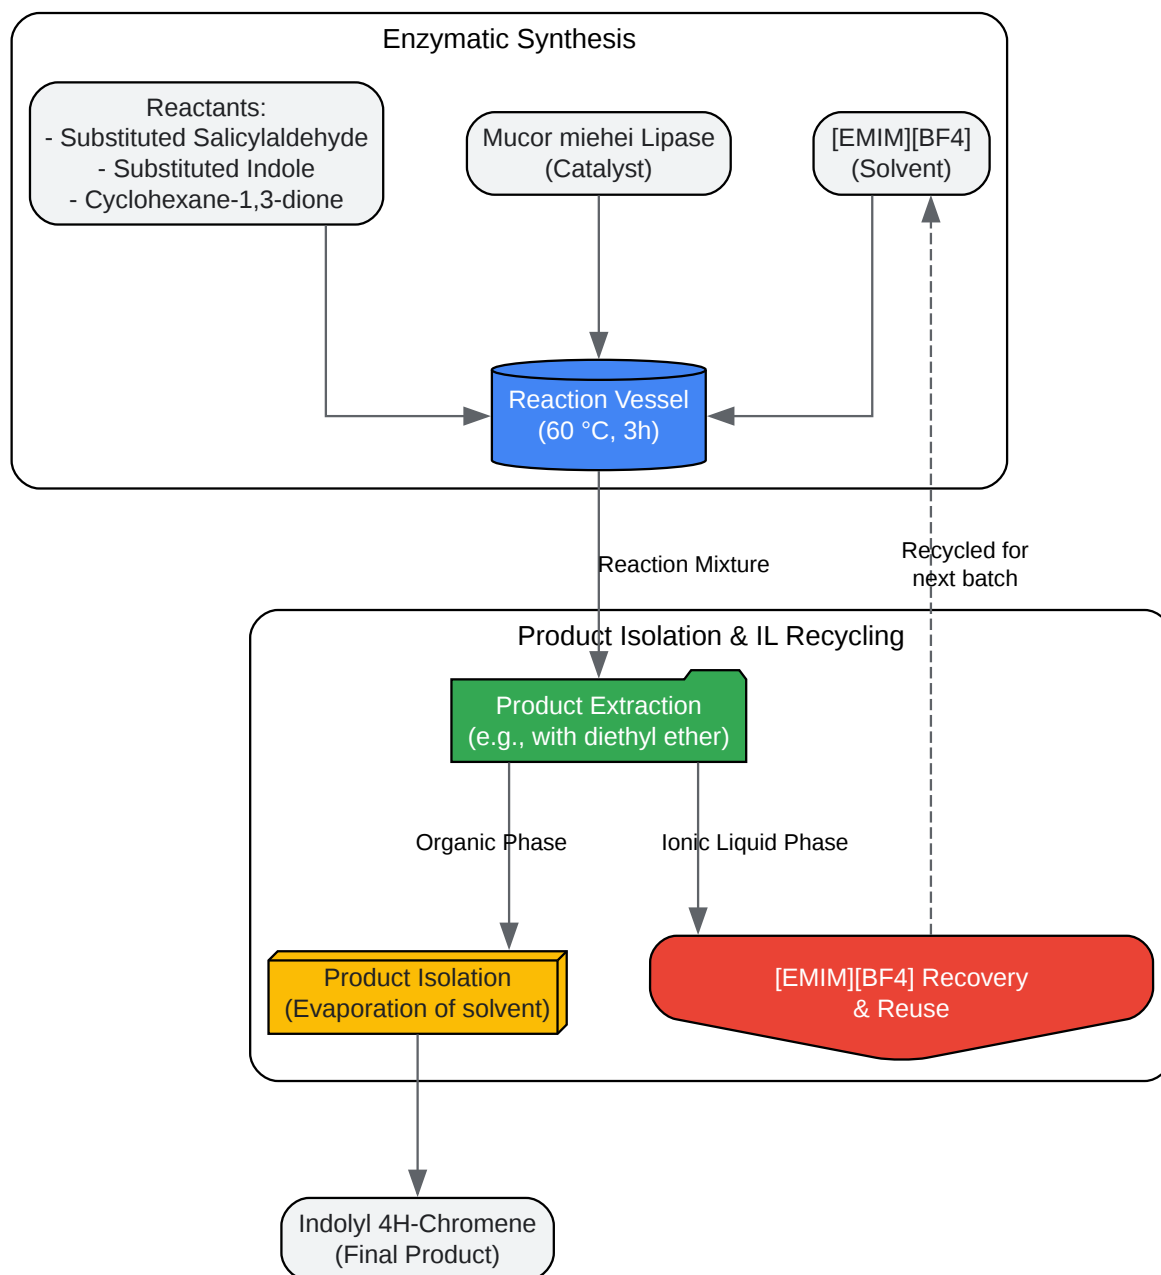 Enzymatic Synthesis
Reactants:
- Substituted Salicylaldehyde
- Substituted Indole
- Cyclohexane-1,3-dione
Mucor miehei Lipase
(Catalyst)
[EMIM][BF4]
(Solvent)
Reaction Vessel
(60 °C, 3h)
Reaction Mixture
Recycled for
next batch
Product Isolation & IL Recycling
Product Extraction
(e.g., with diethyl ether)
Organic Phase
Ionic Liquid Phase
Product Isolation
(Evaporation of solvent)
[EMIM][BF4] Recovery
& Reuse
Indolyl 4H-Chromene
(Final Product)